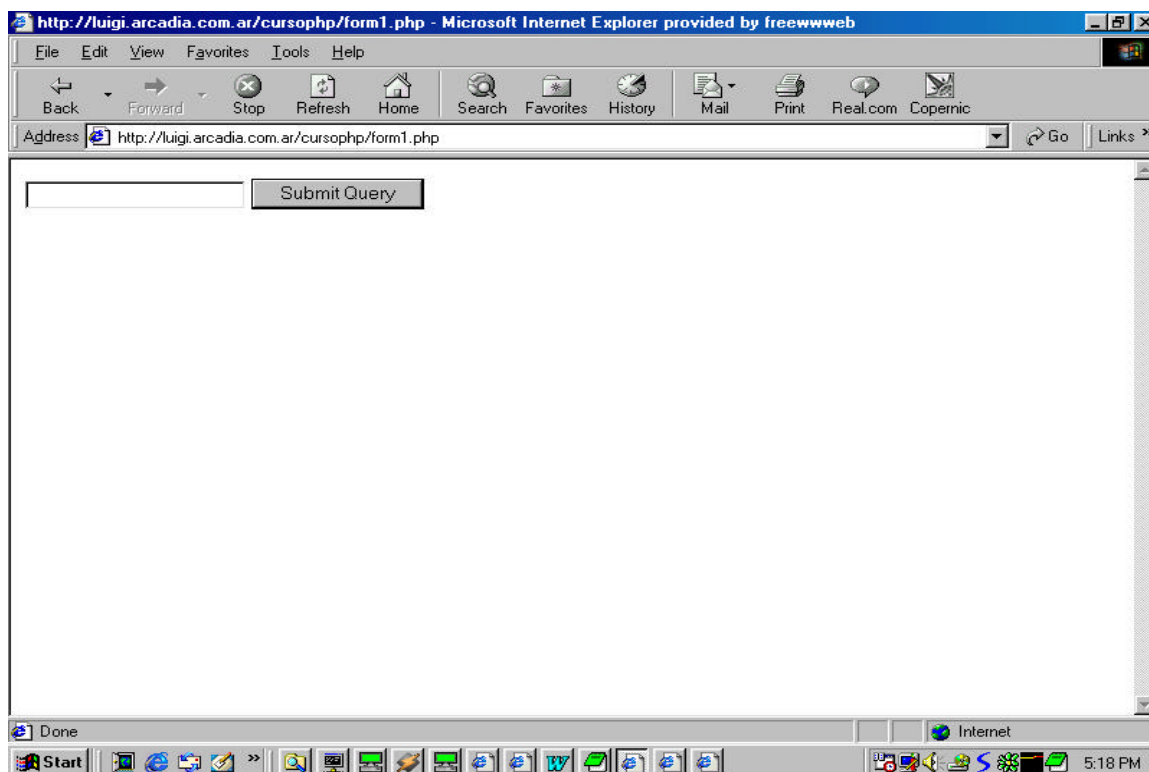 http://luigi.arcadia.com.ar/cursophp/form1.php - Microsoft Internet Explorer provided by freewwweb
File Edit View Favorites Tools Help
Back Forward Stop Refresh Home Search Favorites History Mail Print Real.com Copernic
Address http://luigi.arcadia.com.ar/cursophp/form1.php Go Links »
Submit Query
Done Internet
Start » 5:18 PM